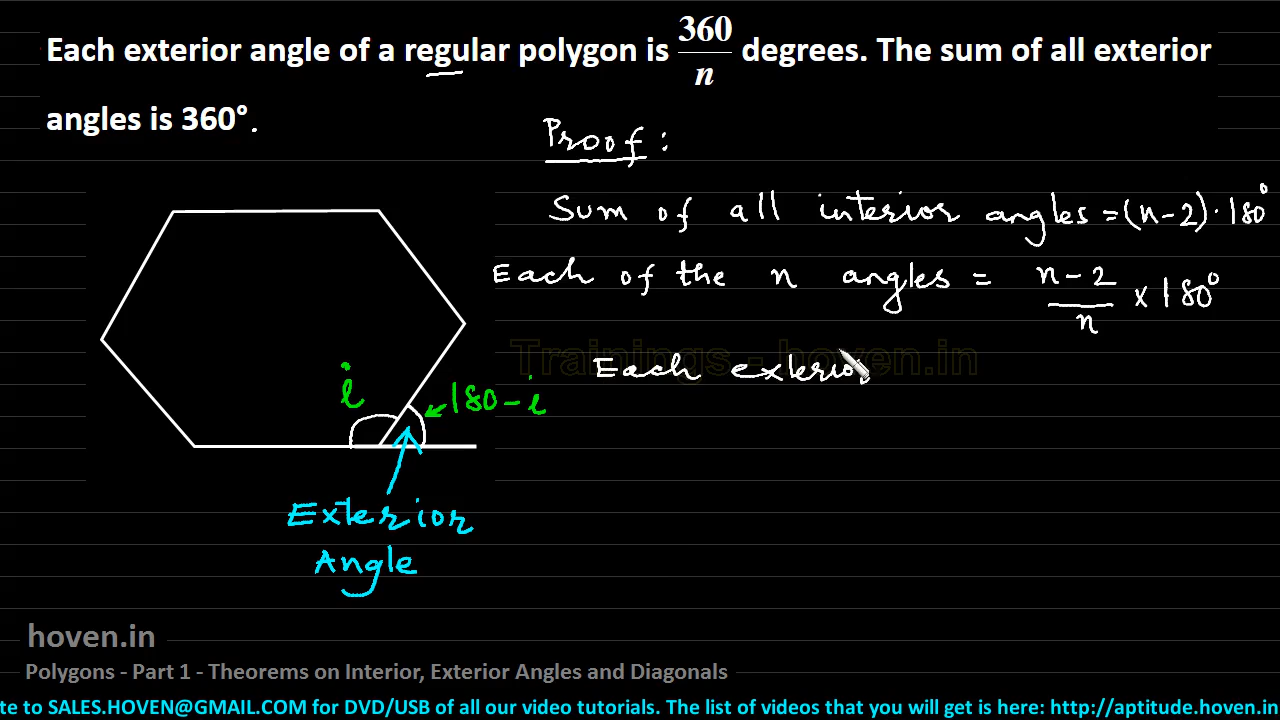 Each exterior angle of a regular polygon is 360/n degrees. The sum of all exterior
angles is 360°.
Proof:
Sum of all interior angles = (n-2)·180°
Each of the n angles = n-2/n × 180°
Trainings - hoven.in
Each exterior
i
180-i
Exterior
Angle
hoven.in
Polygons - Part 1 - Theorems on Interior, Exterior Angles and Diagonals
te to SALES.HOVEN@GMAIL.COM for DVD/USB of all our video tutorials. The list of videos that you will get is here: http://aptitude.hoven.in